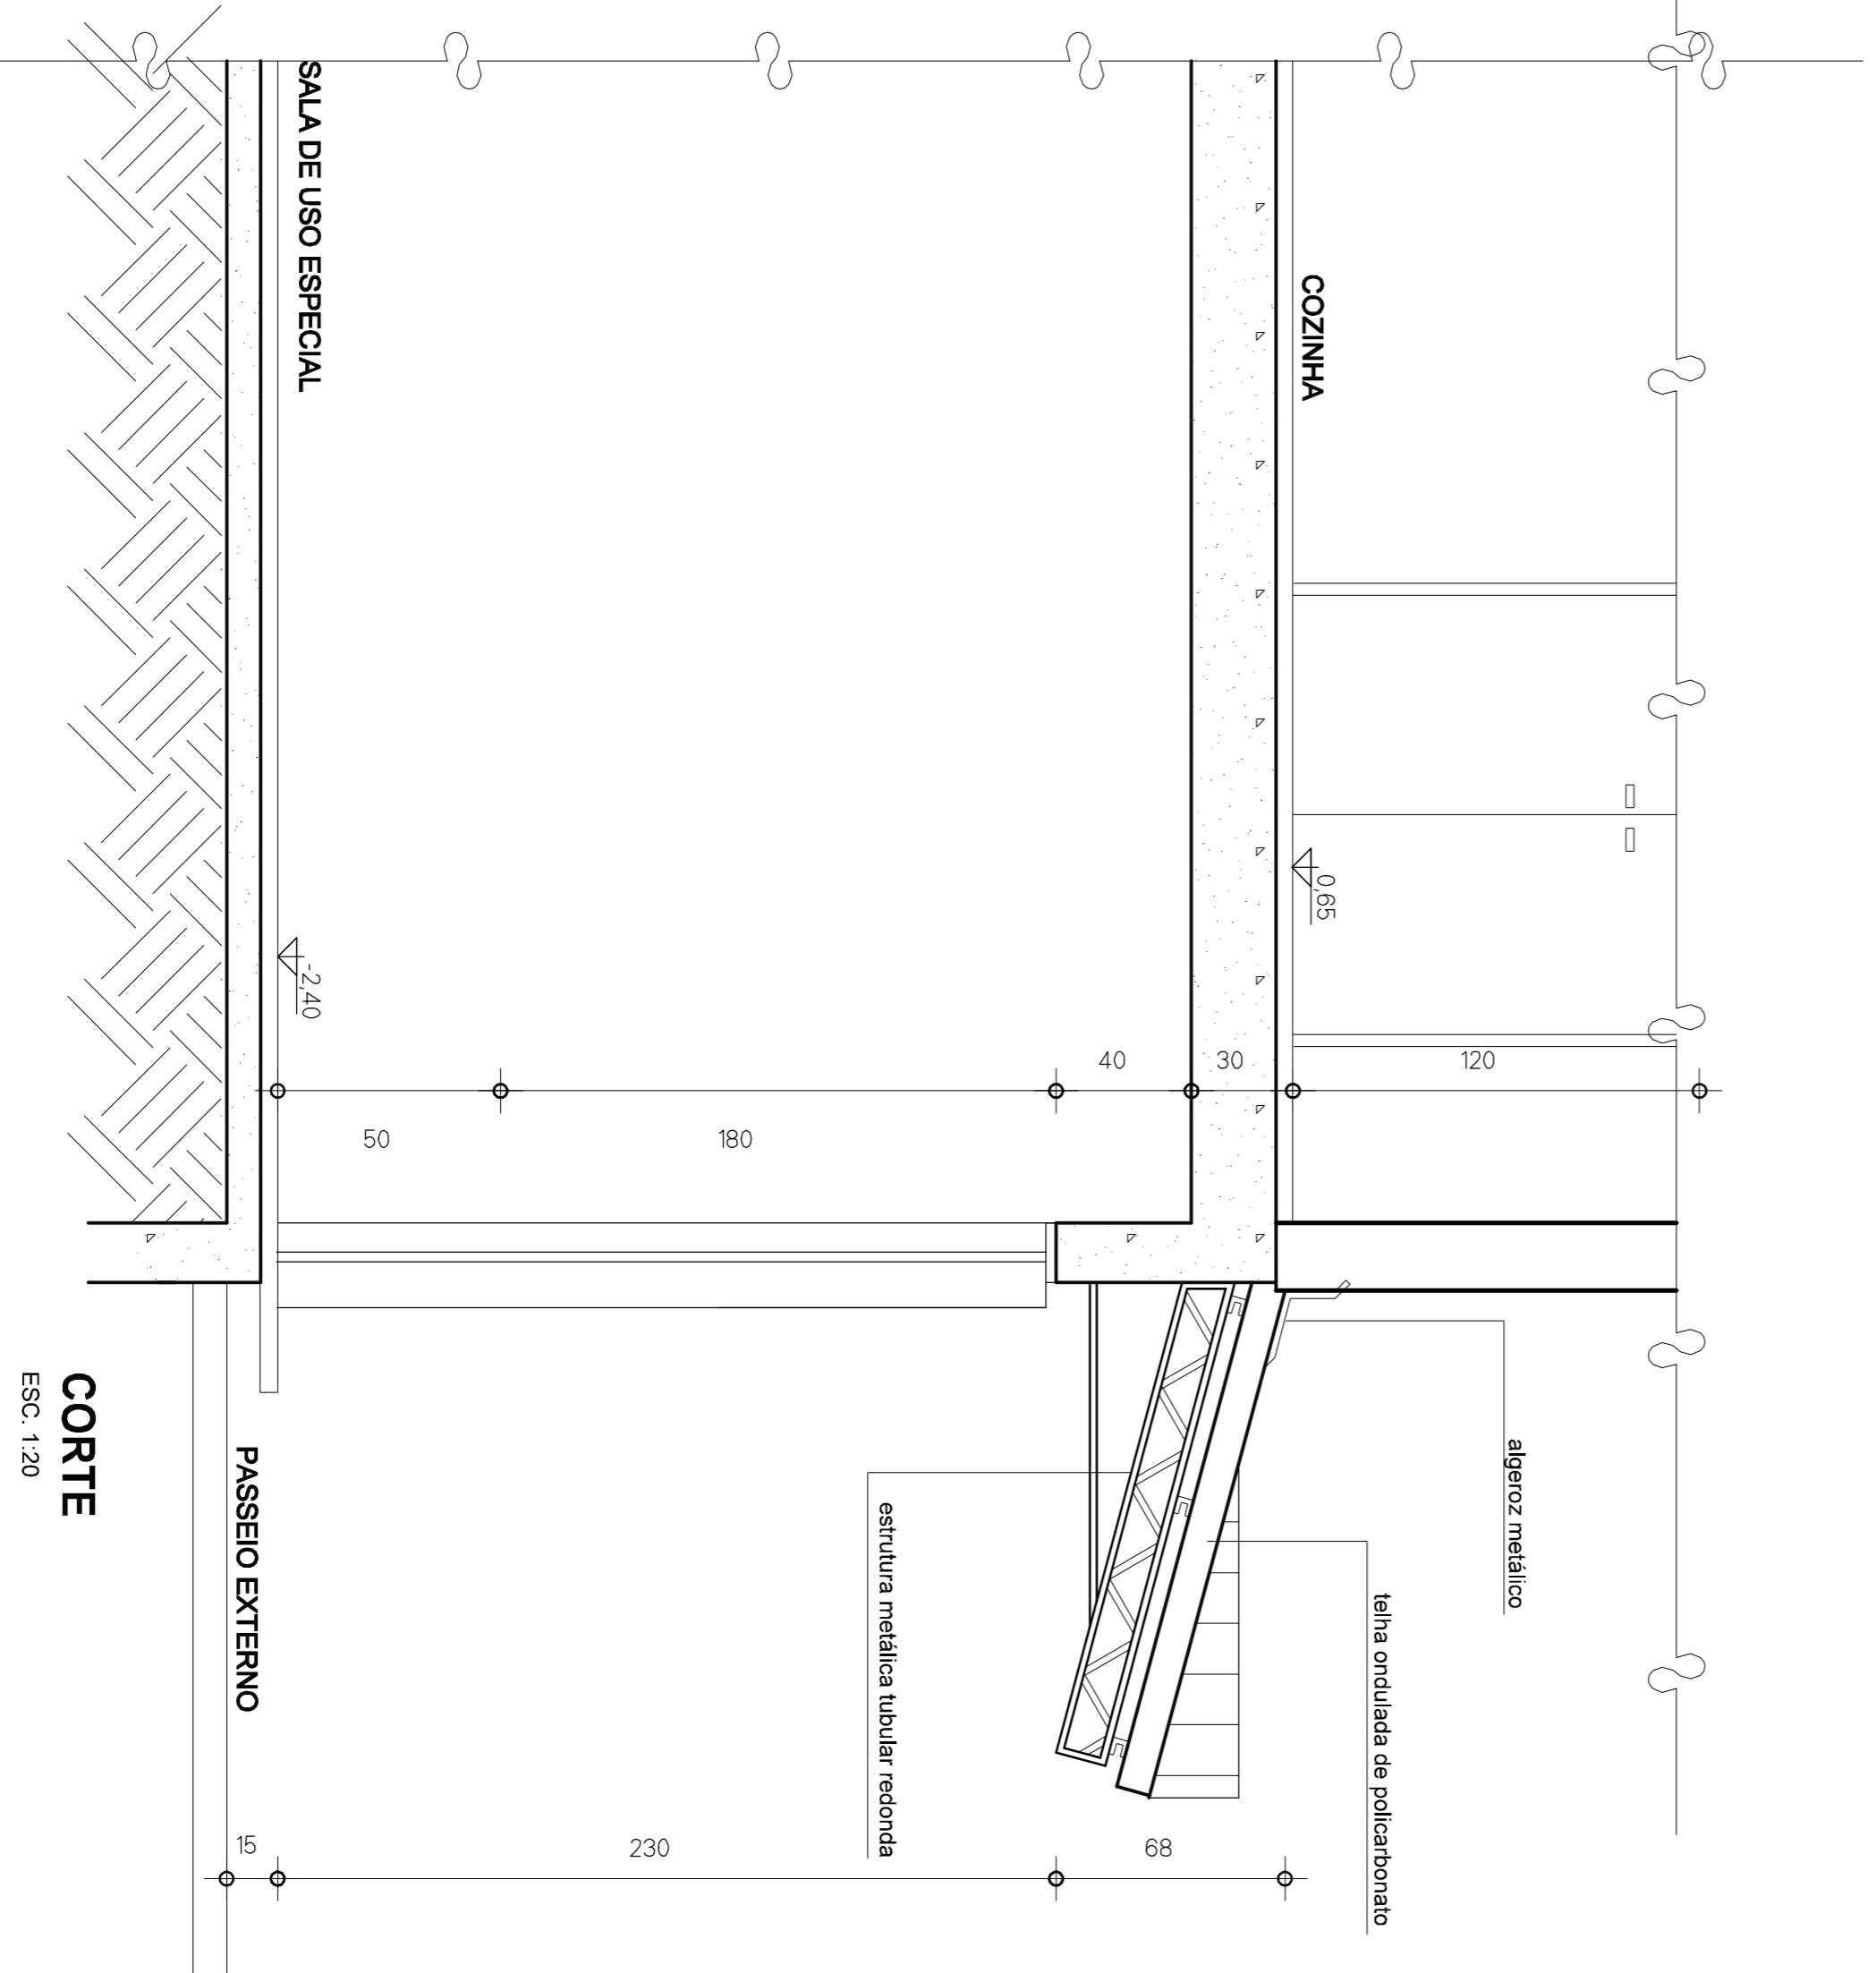 COZINHA
0,65
120
30
40
180
50
SALA DE USO ESPECIAL
-2,40
algeroz metálico
telha ondulada de policarbonato
estrutura metálica tubular redonda
68
230
15
PASSEIO EXTERNO
CORTE
ESC. 1:20